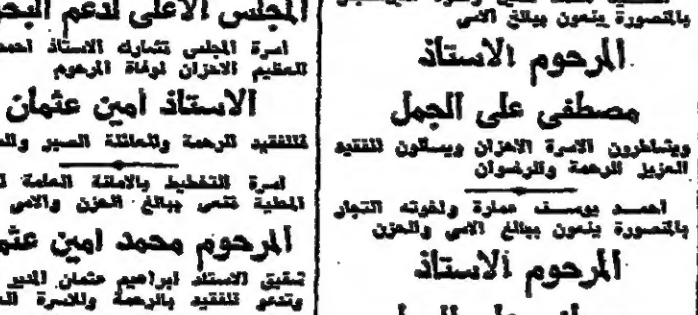 بالمنصورة ينعون ببالغ الاسى
المرحوم الاستاذ
مصطفى على الجمل
ويشاطرون الاسرة الاحزان ويسالون للفقيد
العزيز الرحمة والرضوان
احمد يوسف عمارة واخوته التجار
بالمنصورة ينعون ببالغ الاسى والحزن
المرحوم الاستاذ
المجلس الاعلى لدعم البحو
اسرة المجلس تشارك الاستاذ احمد
العظيم الاحزان لوفاة المرحوم
الاستاذ امين عثمان
للفقيد الرحمة وللعائلة الصبر
اسرة التخطيط بالامانة العامة
المحلية تنعى ببالغ الحزن والاسى
المرحوم محمد امين عثم
شقيق الاستاذ ابراهيم عثمان
وتدعو للفقيد بالرحمة وللاسرة